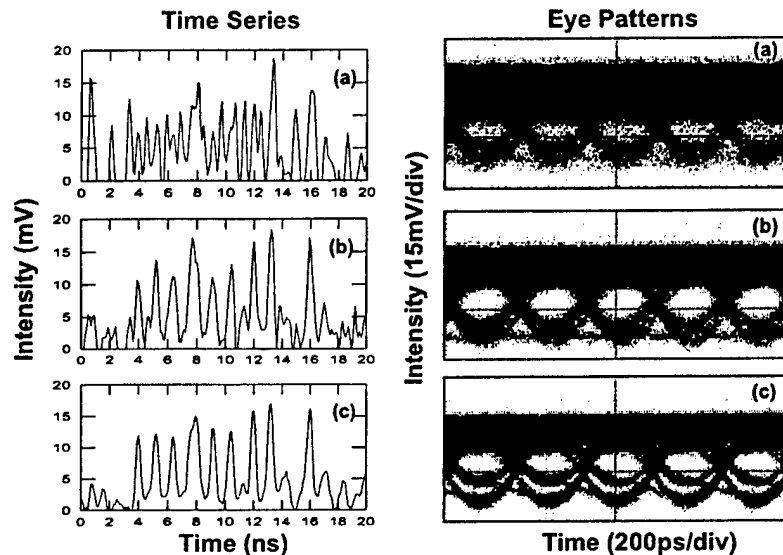 Time Series
Eye Patterns
Intensity (mV)
20
15
10
5
0
(a)
0 2 4 6 8 10 12 14 16 18 20
20
15
10
5
0
(b)
0 2 4 6 8 10 12 14 16 18 20
20
15
10
5
0
(c)
0 2 4 6 8 10 12 14 16 18 20
Time (ns)
Intensity (15mV/div)
(a)
(b)
(c)
Time (200ps/div)